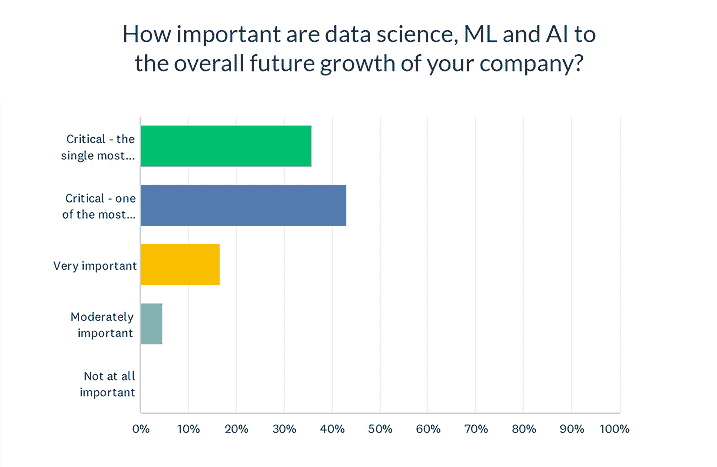 How important are data science, ML and AI to
the overall future growth of your company?
Critical - the
single most...
Critical - one
of the most...
Very important
Moderately
important
Not at all
important
0% 10% 20% 30% 40% 50% 60% 70% 80% 90% 100%